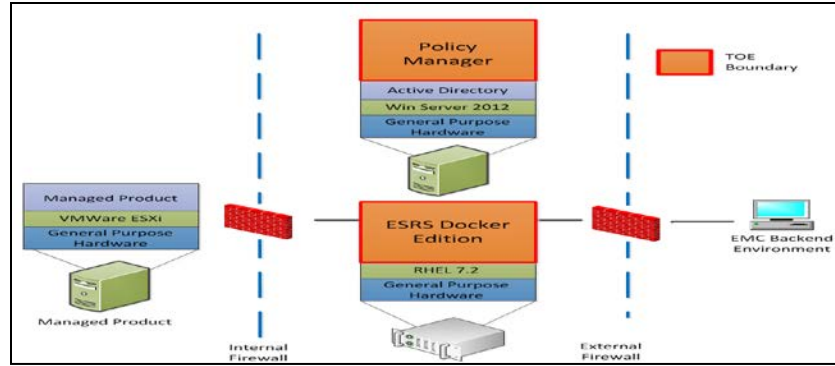 Policy
Manager
Active Directory
Win Server 2012
General Purpose
Hardware
TOE
Boundary
Managed Product
VMWare ESXi
General Purpose
Hardware
Managed Product
ESRS Docker
Edition
RHEL 7.2
General Purpose
Hardware
EMC Backend
Environment
Internal
Firewall
External
Firewall